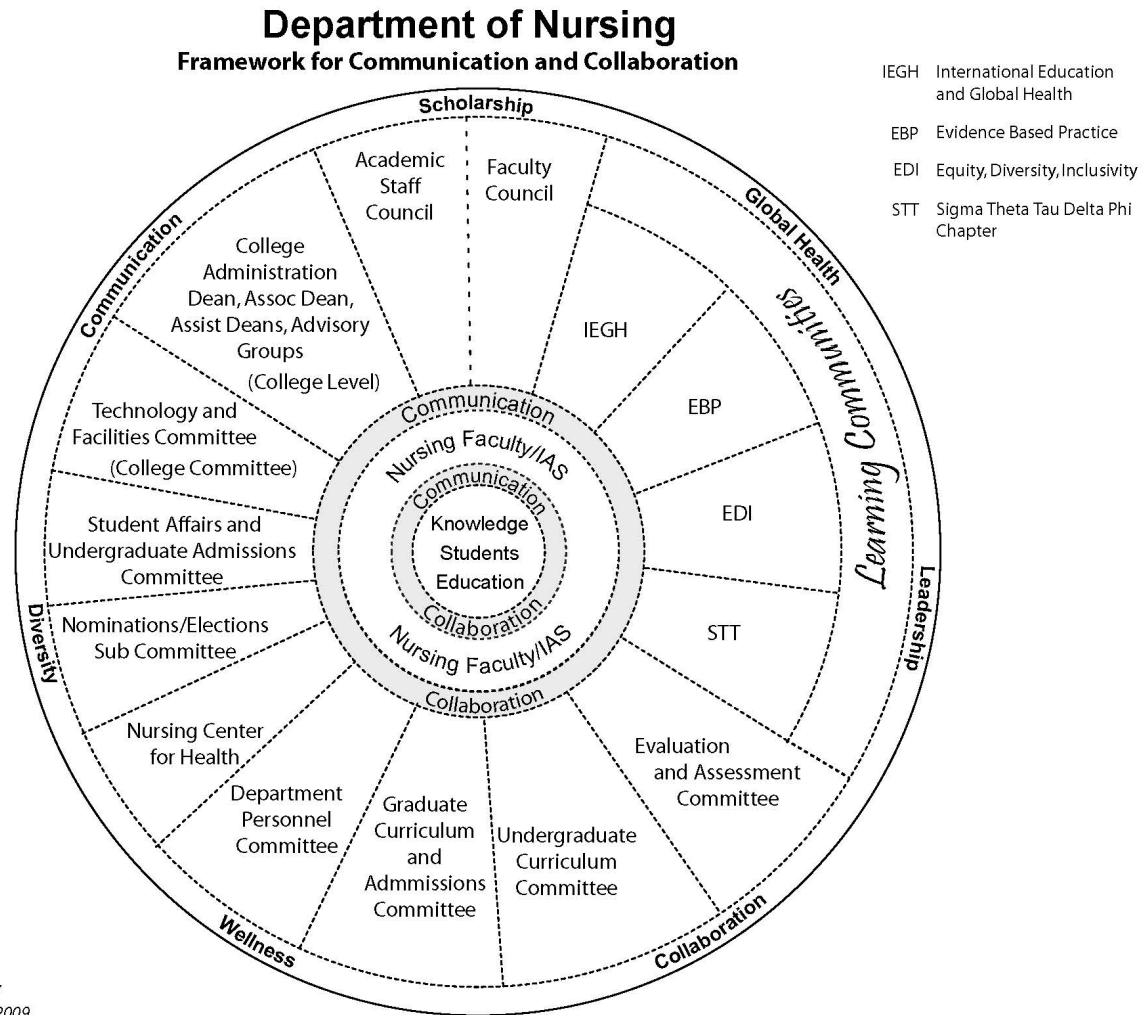 Department of Nursing
Framework for Communication and Collaboration
IEGH International Education
and Global Health
EBP Evidence Based Practice
EDI Equity, Diversity, Inclusivity
STT Sigma Theta Tau Delta Phi
Chapter
Scholarship
Global Health
Leadership
Collaboration
Wellness
Diversity
Communication
Academic
Staff
Council
Faculty
Council
Learning Communities
IEGH
EBP
EDI
STT
Evaluation
and Assessment
Committee
Undergraduate
Curriculum
Committee
Graduate
Curriculum
and
Admmissions
Committee
Department
Personnel
Committee
Nursing Center
for Health
Nominations/Elections
Sub Committee
Student Affairs and
Undergraduate Admissions
Committee
Technology and
Facilities Committee
(College Committee)
College
Administration
Dean, Assoc Dean,
Assist Deans, Advisory
Groups
(College Level)
Communication
Nursing Faculty/IAS
Communication
Knowledge
Students
Education
Collaboration
Nursing Faculty/IAS
Collaboration
2009